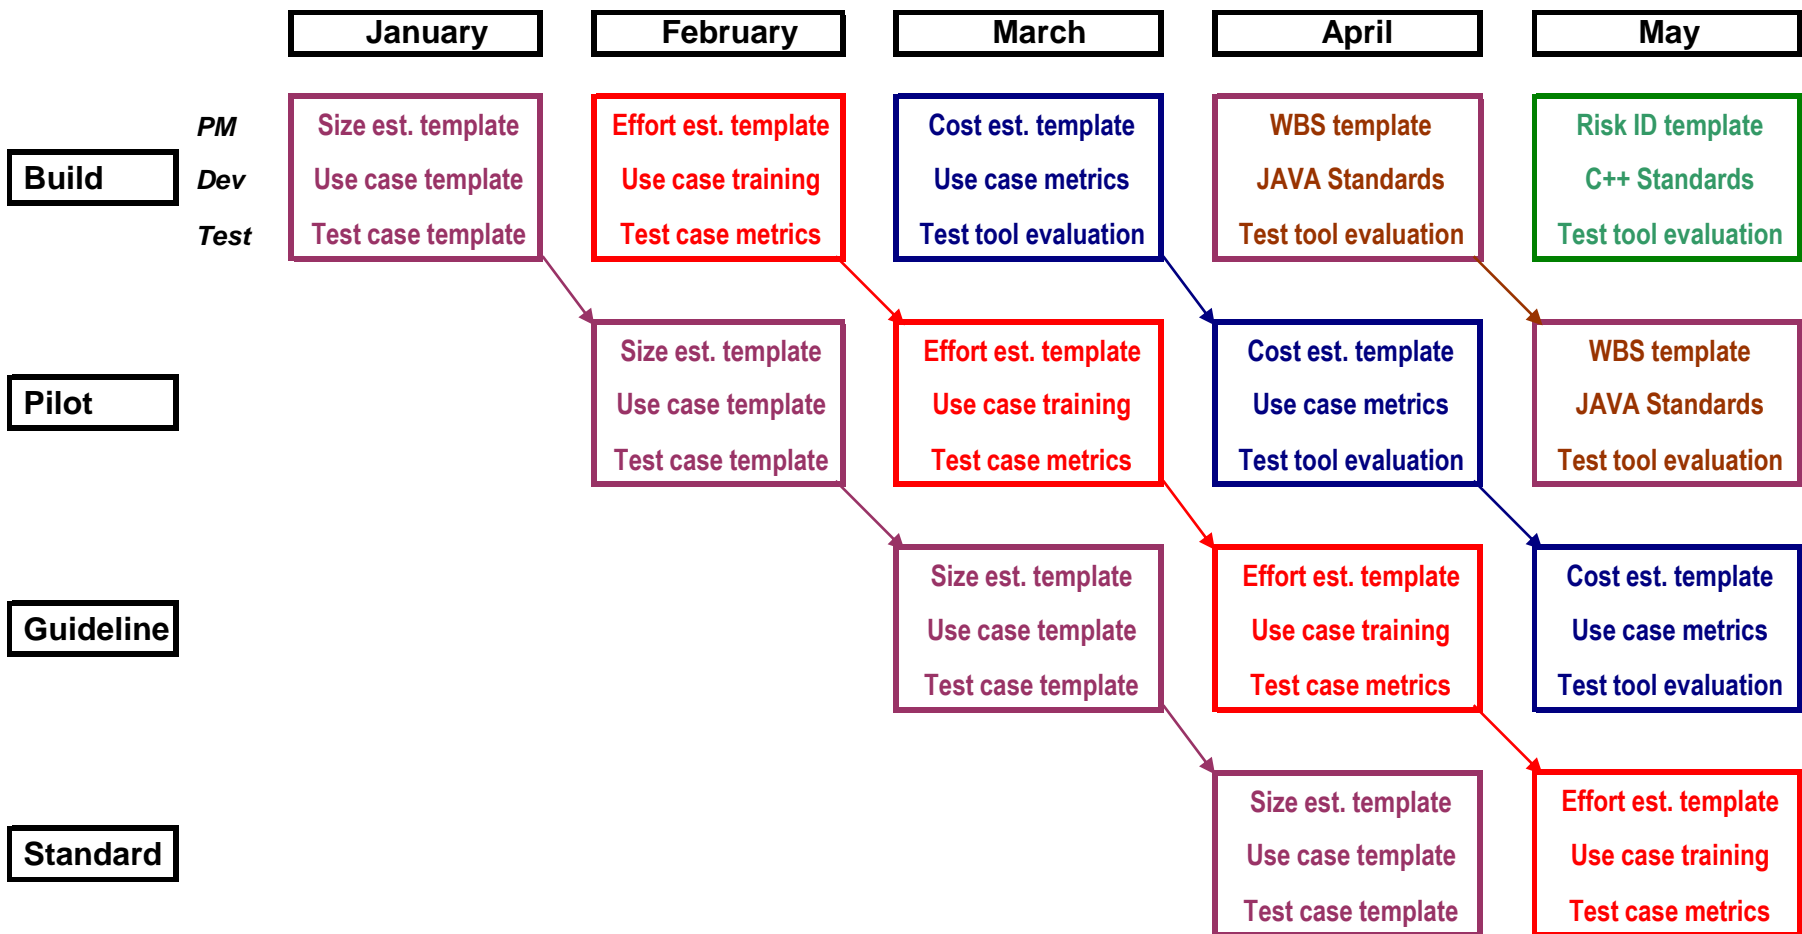 January February March April May
PM Size est. template Effort est. template Cost est. template WBS template Risk ID template
Build Dev Use case template Use case training Use case metrics JAVA Standards C++ Standards
Test Test case template Test case metrics Test tool evaluation Test tool evaluation Test tool evaluation
Size est. template Effort est. template Cost est. template WBS template
Pilot Use case template Use case training Use case metrics JAVA Standards
Test case template Test case metrics Test tool evaluation Test tool evaluation
Size est. template Effort est. template Cost est. template
Guideline Use case template Use case training Use case metrics
Test case template Test case metrics Test tool evaluation
Size est. template Effort est. template
Standard Use case template Use case training
Test case template Test case metrics